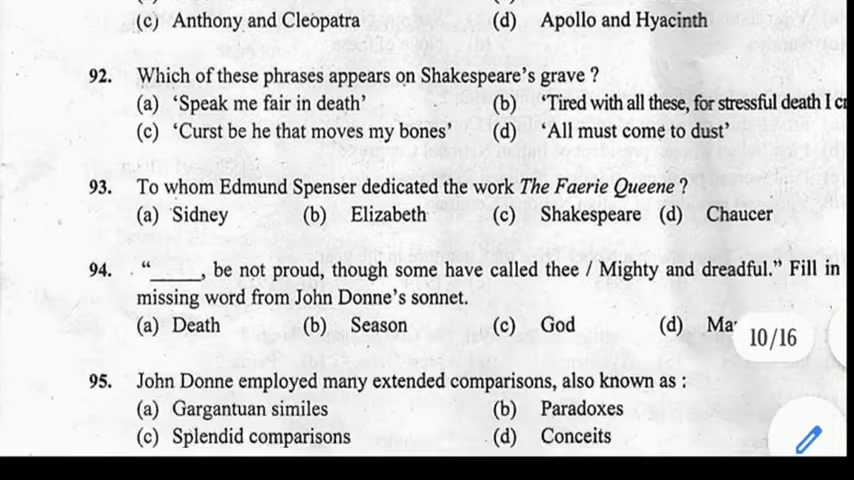 (c) Anthony and Cleopatra (d) Apollo and Hyacinth
92. Which of these phrases appears on Shakespeare's grave ?
(a) 'Speak me fair in death' (b) 'Tired with all these, for stressful death I
(c) 'Curst be he that moves my bones' (d) 'All must come to dust'
93. To whom Edmund Spenser dedicated the work The Faerie Queene ?
(a) Sidney (b) Elizabeth (c) Shakespeare (d) Chaucer
94. "_____, be not proud, though some have called thee / Mighty and dreadful." Fill in
missing word from John Donne's sonnet.
(a) Death (b) Season (c) God (d)
10/16
95. John Donne employed many extended comparisons, also known as :
(a) Gargantuan similes (b) Paradoxes
(c) Splendid comparisons (d) Conceits